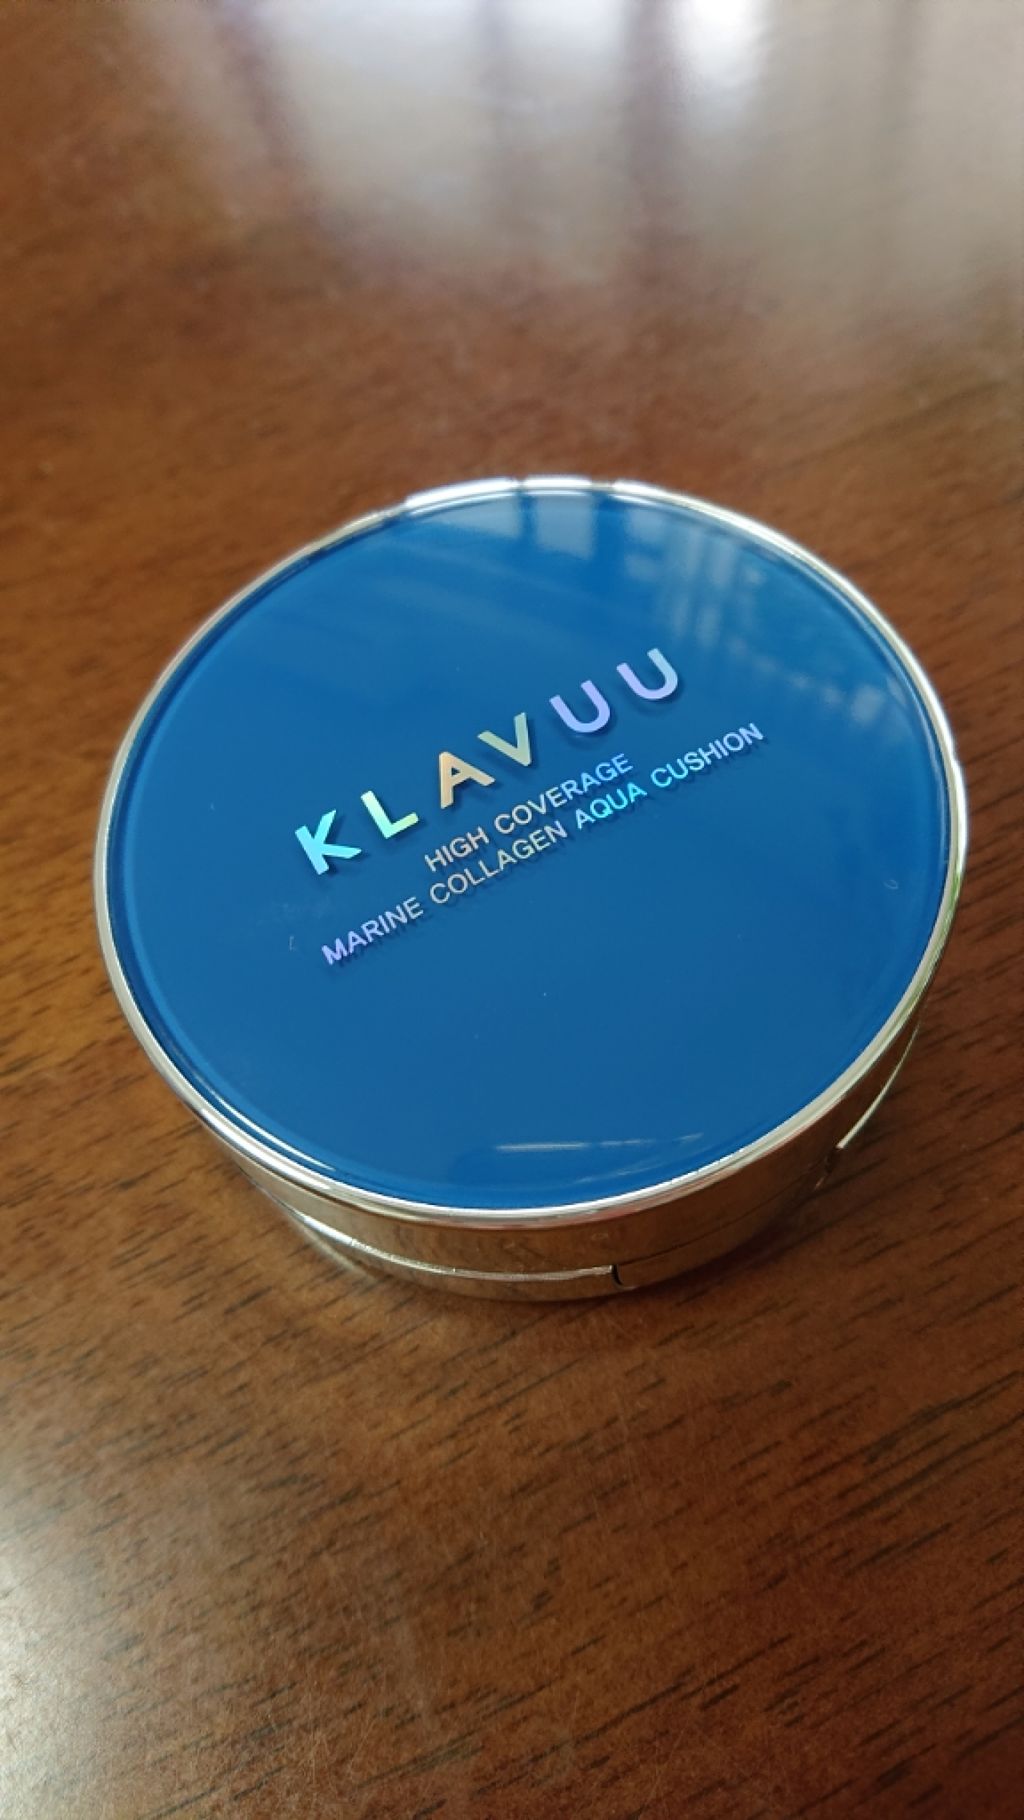 KLAVUU
HIGH COVERAGE
MARINE COLLAGEN AQUA CUSHION